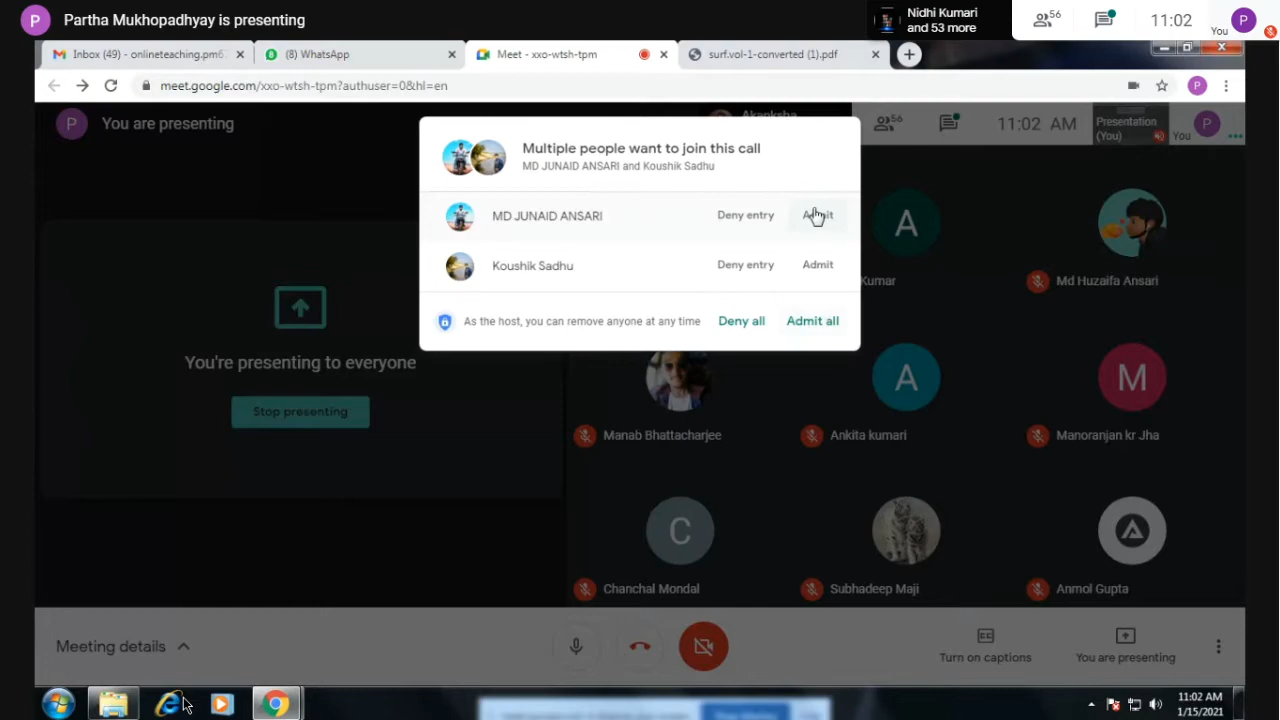 P Partha Mukhopadhyay is presenting
Nidhi Kumari
and 53 more
56
11:02
P
You
Inbox (49) - onlineteaching.pm6
(8) WhatsApp
Meet - xxo-wtsh-tpm
surf.vol-1-converted (1).pdf
meet.google.com/xxo-wtsh-tpm?authuser=0&hl=en
P
P You are presenting
Akanksha
56
11:02 AM
Presentation
(You)
You
P
Multiple people want to join this call
MD JUNAID ANSARI and Koushik Sadhu
MD JUNAID ANSARI Deny entry Admit
Koushik Sadhu Deny entry Admit
As the host, you can remove anyone at any time Deny all Admit all
A
Kumar
Md Huzaifa Ansari
You're presenting to everyone
Stop presenting
A
M
Manab Bhattacharjee
Ankita kumari
Manoranjan kr Jha
C
Chanchal Mondal
Subhadeep Maji
Anmol Gupta
Meeting details
Turn on captions
You are presenting
11:02 AM
1/15/2021